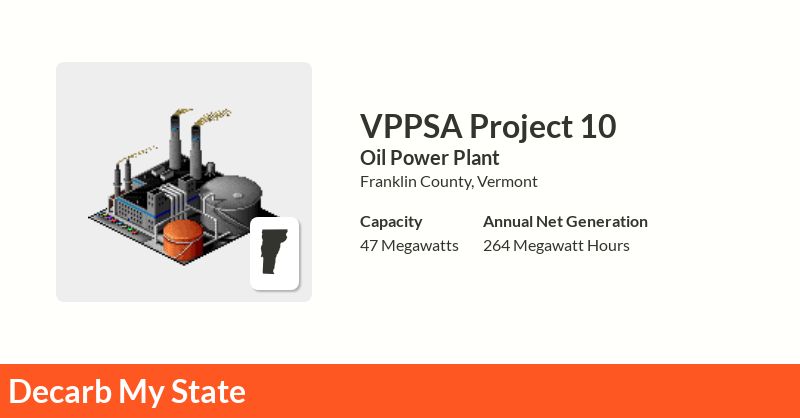 VPPSA Project 10
Oil Power Plant
Franklin County, Vermont
Capacity
Annual Net Generation
47 Megawatts
264 Megawatt Hours
Decarb My State